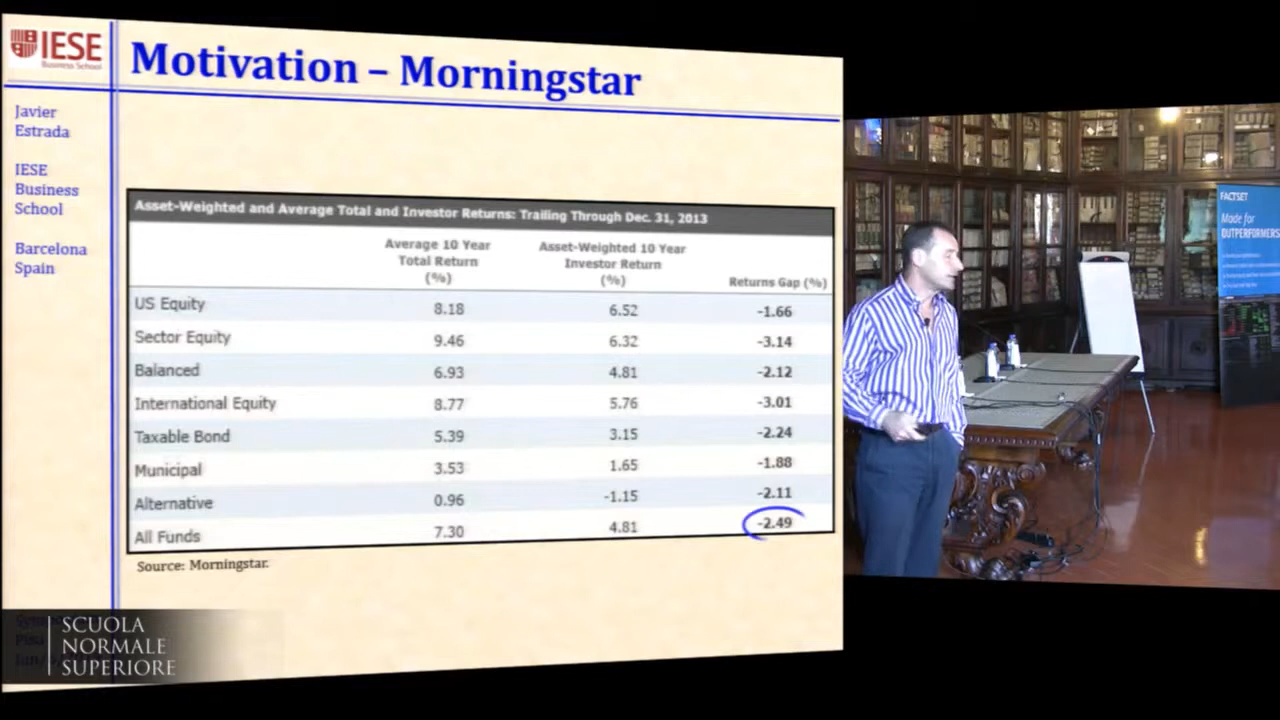 IESE
Business School
Motivation – Morningstar
Javier
Estrada
IESE
Business
School
Barcelona
Spain
Asset-Weighted and Average Total and Investor Returns: Trailing Through Dec. 31, 2013
Average 10 Year
Total Return
(%)
Asset-Weighted 10 Year
Investor Return
(%)
Returns Gap (%)
US Equity 8.18 6.52 -1.66
Sector Equity 9.46 6.32 -3.14
Balanced 6.93 4.81 -2.12
International Equity 8.77 5.76 -3.01
Taxable Bond 5.39 3.15 -2.24
Municipal 3.53 1.65 -1.88
Alternative 0.96 -1.15 -2.11
All Funds 7.30 4.81 -2.49
Source: Morningstar.
SCUOLA
NORMALE
SUPERIORE
FACTSET
Made for
OUTPERFORMERS